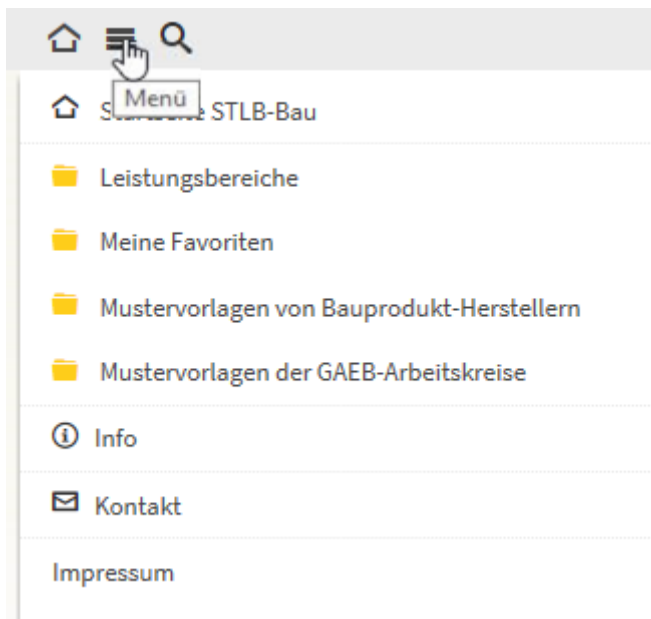 Menü
STLB-Bau
Leistungsbereiche
Meine Favoriten
Mustervorlagen von Bauprodukt-Herstellern
Mustervorlagen der GAEB-Arbeitskreise
Info
Kontakt
Impressum